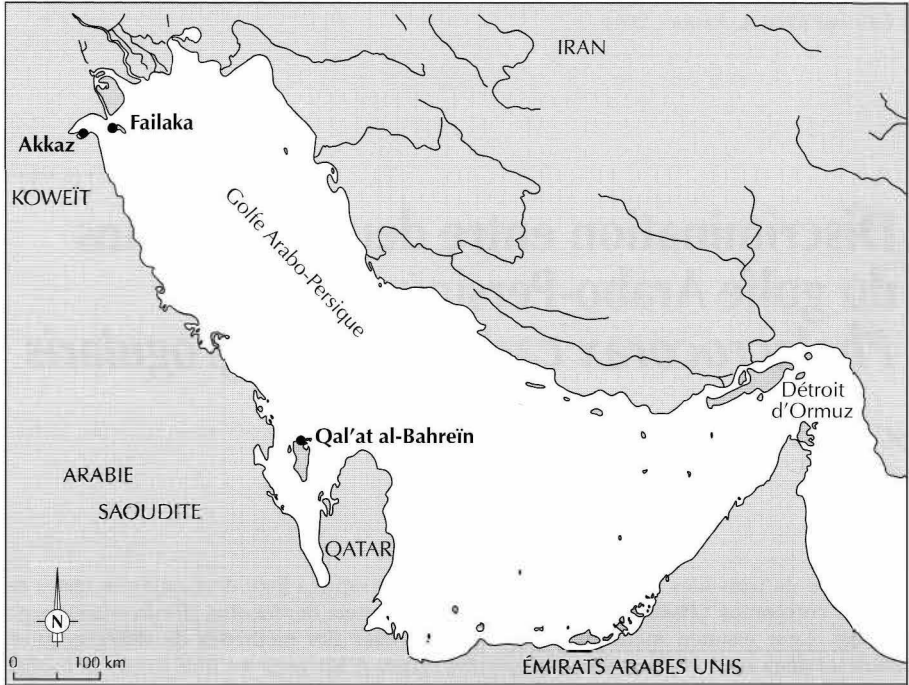 IRAN
Failaka
Akkaz
KOWEÏT
Golfe Arabo-Persique
Détroit
d'Ormuz
Qal'at al-Bahreïn
ARABIE
SAOUDITE
QATAR
N
0 100 km
ÉMIRATS ARABES UNIS